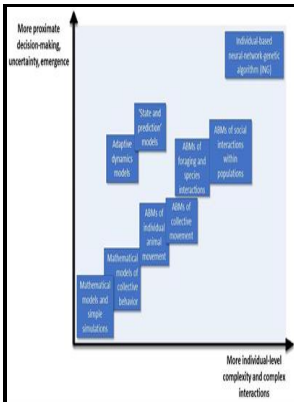 More proximate
decision-making,
uncertainty, emergence
Individual-based
neural-network-genetic
algorithm (ING)
'State and
prediction'
models
Adaptive
dynamics
models
ABMs of social
interactions
within
populations
ABMs of
foraging and
species
interactions
ABMs of
collective
movement
ABMs of
individual
animal
movement
Mathematical
models of
collective
behavior
Mathematical
models and
simple
simulations
More individual-level
complexity and complex
interactions